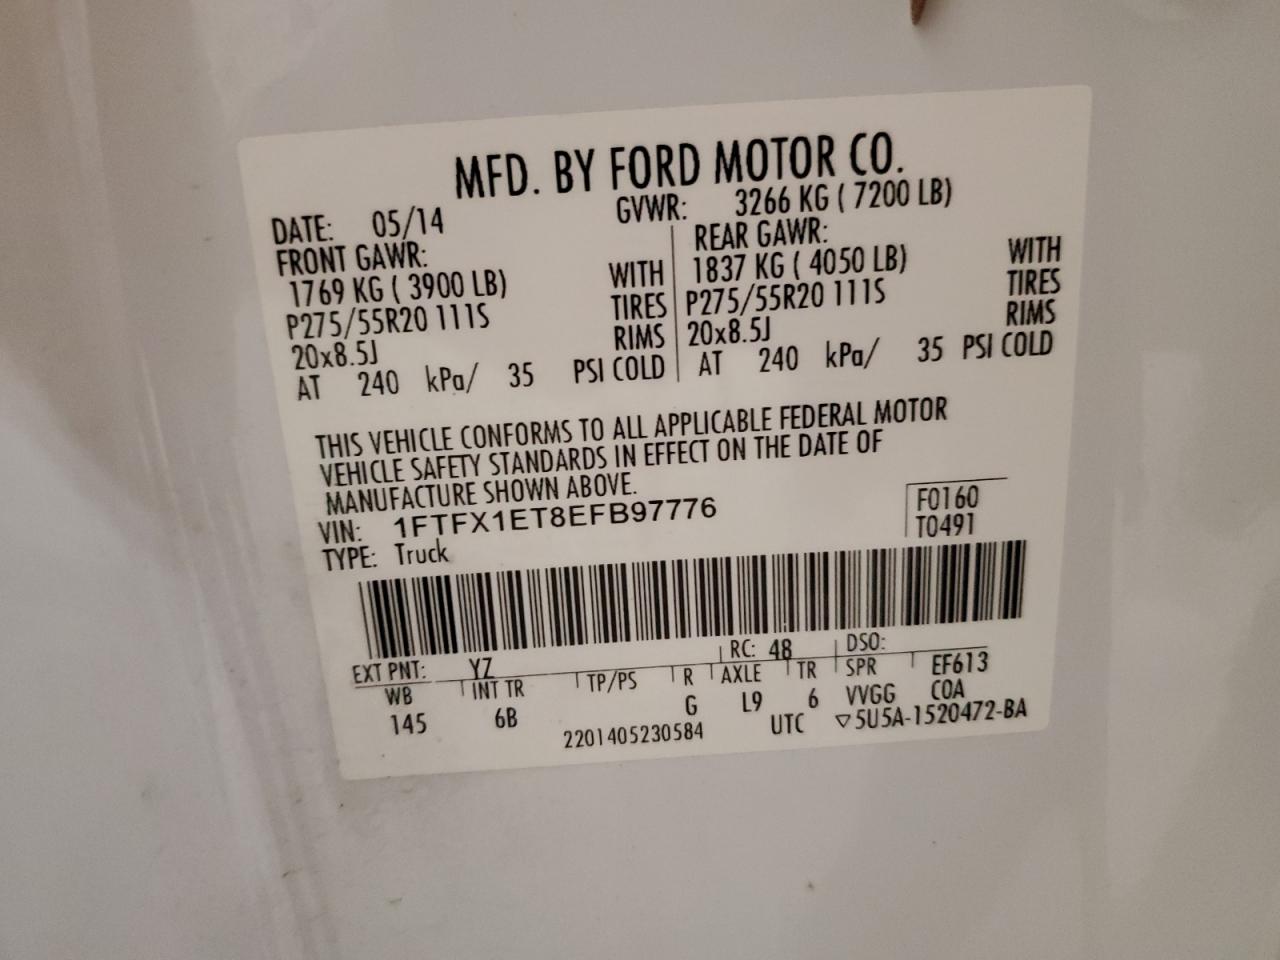 MFD. BY FORD MOTOR CO.
DATE: 05/14
GVWR: 3266 KG ( 7200 LB)
FRONT GAWR:
1769 KG ( 3900 LB) WITH
P275/55R20 111S TIRES
20x8.5J RIMS
AT 240 kPa/ 35 PSI COLD
REAR GAWR:
1837 KG ( 4050 LB) WITH
P275/55R20 111S TIRES
20x8.5J RIMS
AT 240 kPa/ 35 PSI COLD
THIS VEHICLE CONFORMS TO ALL APPLICABLE FEDERAL MOTOR
VEHICLE SAFETY STANDARDS IN EFFECT ON THE DATE OF
MANUFACTURE SHOWN ABOVE.
VIN: 1FTFX1ET8EFB97776
TYPE: Truck
F0160
T0491
EXT PNT: YZ RC: 48 DSO:
WB INT TR TP/PS R AXLE TR SPR EF613
145 6B G L9 6 VVGG COA
2201405230584 UTC ▽5U5A-1520472-BA